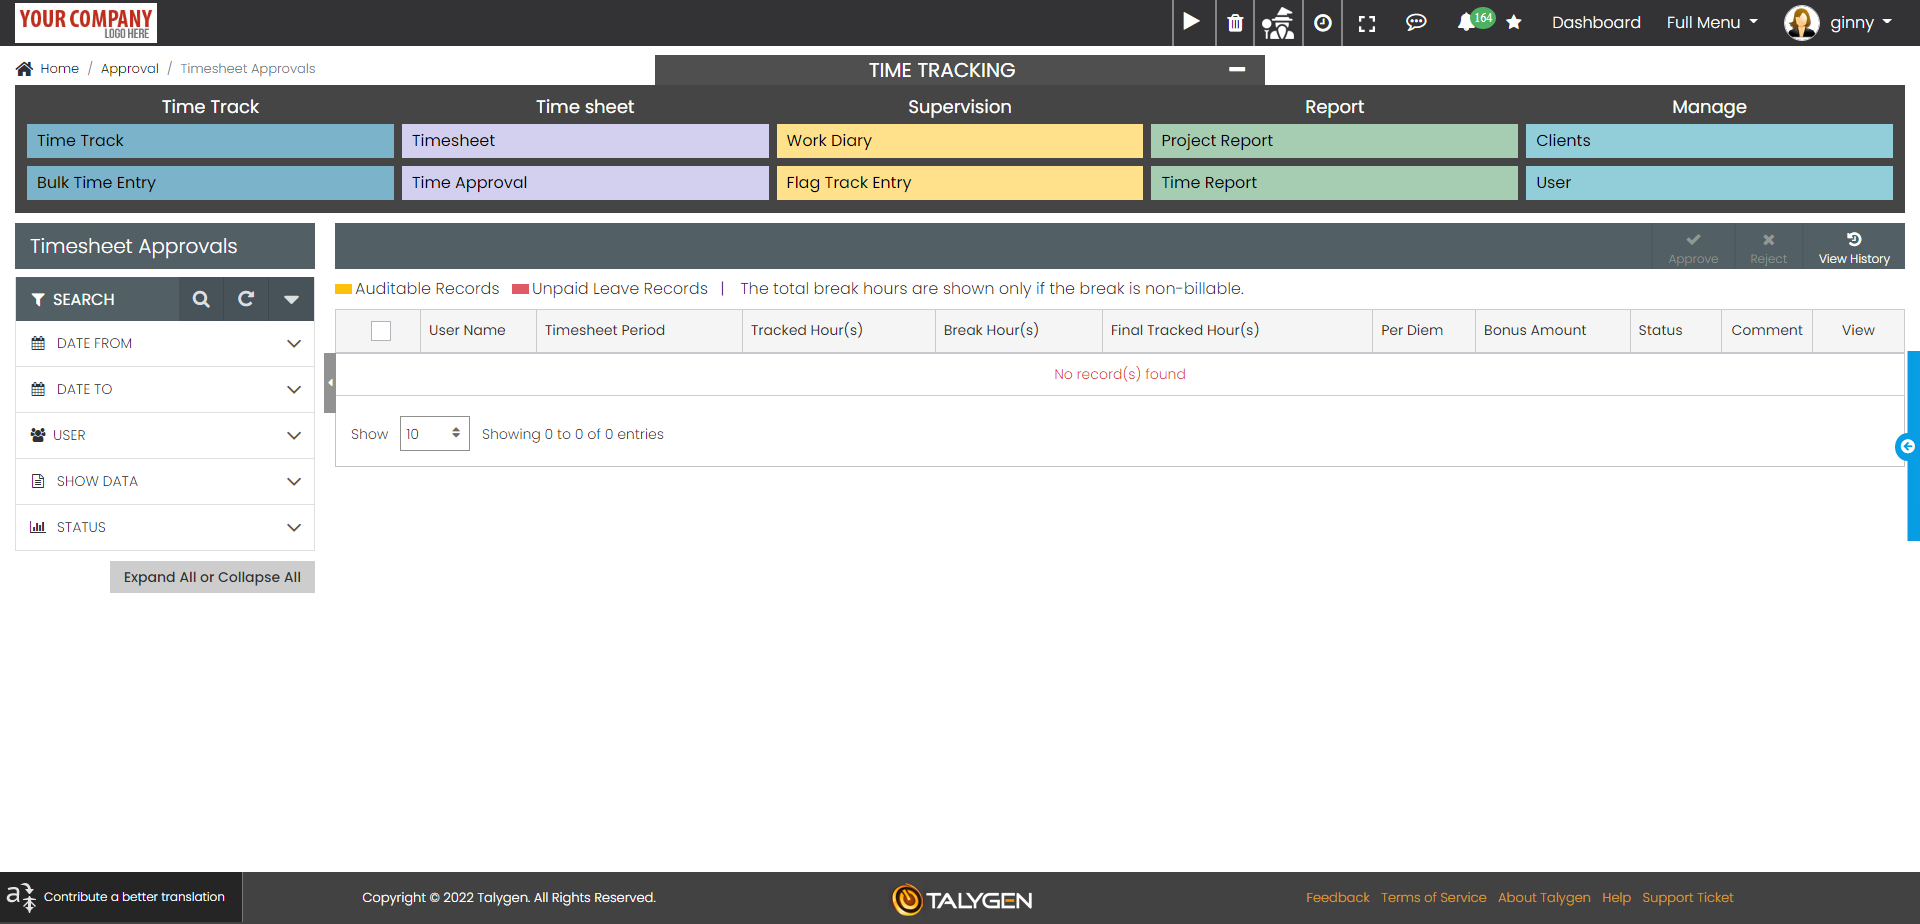 YOUR COMPANY
LOGO HERE
164
Dashboard
Full Menu
ginny
Home / Approval / Timesheet Approvals
TIME TRACKING
Time Track
Time sheet
Supervision
Report
Manage
Time Track
Timesheet
Work Diary
Project Report
Clients
Bulk Time Entry
Time Approval
Flag Track Entry
Time Report
User
Timesheet Approvals
Approve
Reject
View History
SEARCH
DATE FROM
DATE TO
USER
SHOW DATA
STATUS
Expand All or Collapse All
Auditable Records
Unpaid Leave Records | The total break hours are shown only if the break is non-billable.
User Name
Timesheet Period
Tracked Hour(s)
Break Hour(s)
Final Tracked Hour(s)
Per Diem
Bonus Amount
Status
Comment
View
No record(s) found
Show 10 Showing 0 to 0 of 0 entries
Contribute a better translation
Copyright © 2022 Talygen. All Rights Reserved.
TALYGEN
Feedback
Terms of Service
About Talygen
Help
Support Ticket